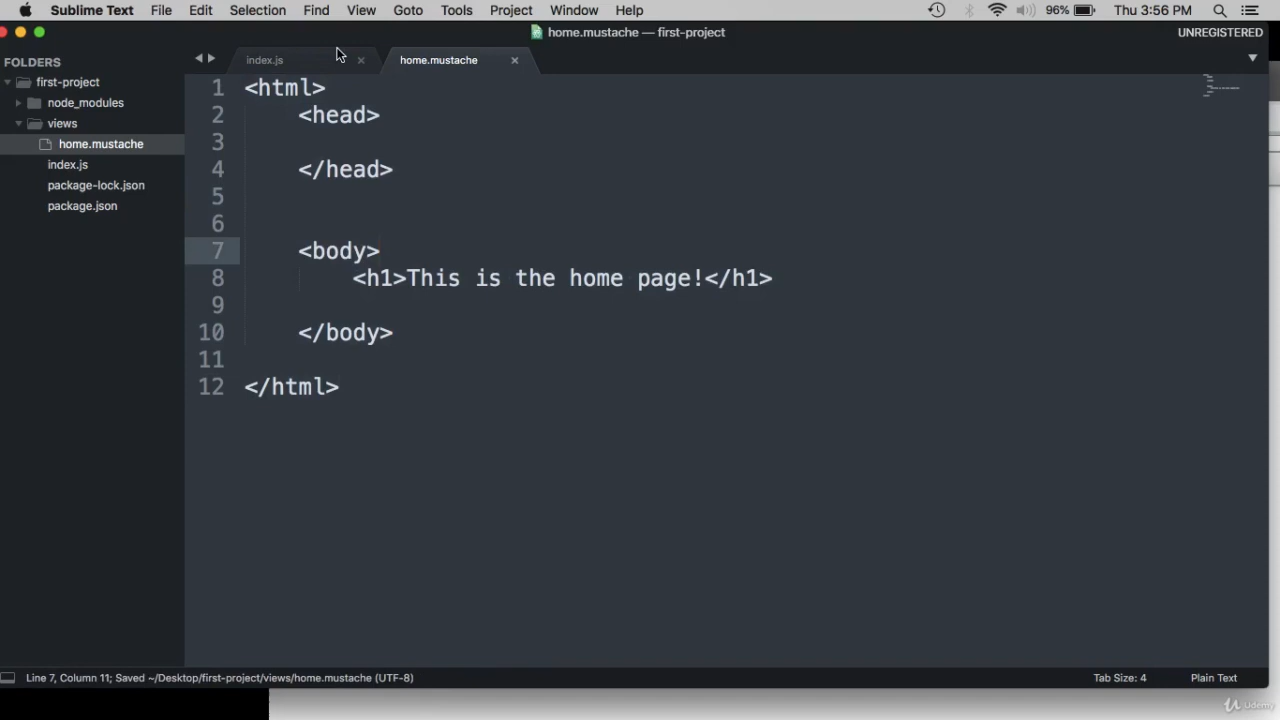 Sublime Text File Edit Selection Find View Goto Tools Project Window Help 96% Thu 3:56 PM
home.mustache — first-project UNREGISTERED
FOLDERS
first-project
node_modules
views
home.mustache
index.js
package-lock.json
package.json
index.js × home.mustache ×
1 <html>
2 <head>
3
4 </head>
5
6
7 <body>
8 <h1>This is the home page!</h1>
9
10 </body>
11
12 </html>
Line 7, Column 11; Saved ~/Desktop/first-project/views/home.mustache (UTF-8) Tab Size: 4 Plain Text
Udemy